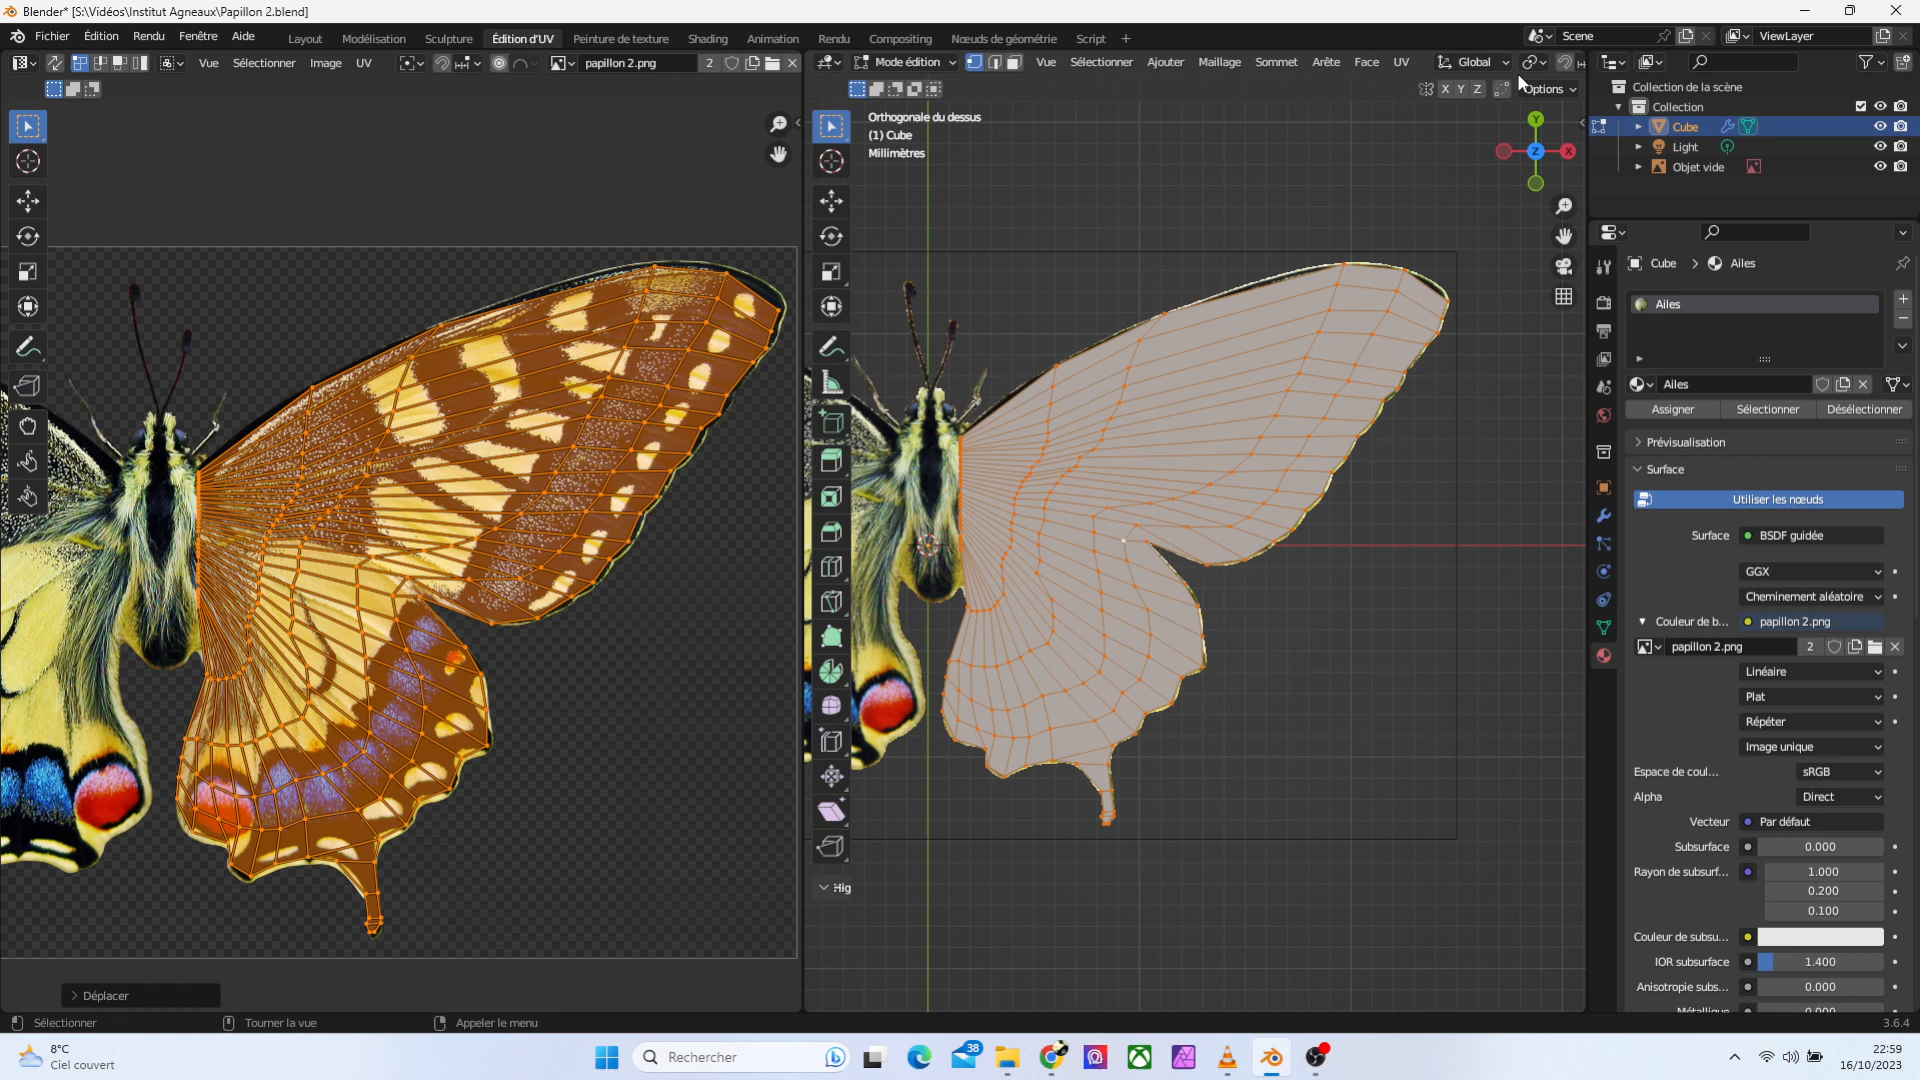 Blender* [S:\Vidéos\Institut Agneaux\Papillon 2.blend]
Fichier Édition Rendu Fenêtre Aide Layout Modélisation Sculpture Édition d'UV Peinture de texture Shading Animation Rendu Compositing Nœuds de géométrie Script + Scene ViewLayer
Vue Sélectionner Image UV papillon 2.png 2
Mode édition Vue Sélectionner Ajouter Maillage Sommet Arête Face UV Global
X Y Z Options
Orthogonale du dessus
(1) Cube
Millimètres
Y
Z
X
Collection de la scène
Collection
Cube
Light
Objet vide
Cube > Ailes
Ailes
Ailes
Assigner Sélectionner Désélectionner
Prévisualisation
Surface
Utiliser les nœuds
Surface BSDF guidée
GGX
Cheminement aléatoire
Couleur de b... papillon 2.png
papillon 2.png 2
Linéaire
Plat
Répéter
Image unique
Espace de coul... sRGB
Alpha Direct
Vecteur Par défaut
Subsurface 0.000
Rayon de subsurf... 1.000
0.200
0.100
Couleur de subsu...
IOR subsurface 1.400
Anisotropie subs... 0.000
Métallique 0.000
Hig
Déplacer
Sélectionner Tourner la vue Appeler le menu 3.6.4
8°C
Ciel couvert
Rechercher
38
22:59
16/10/2023